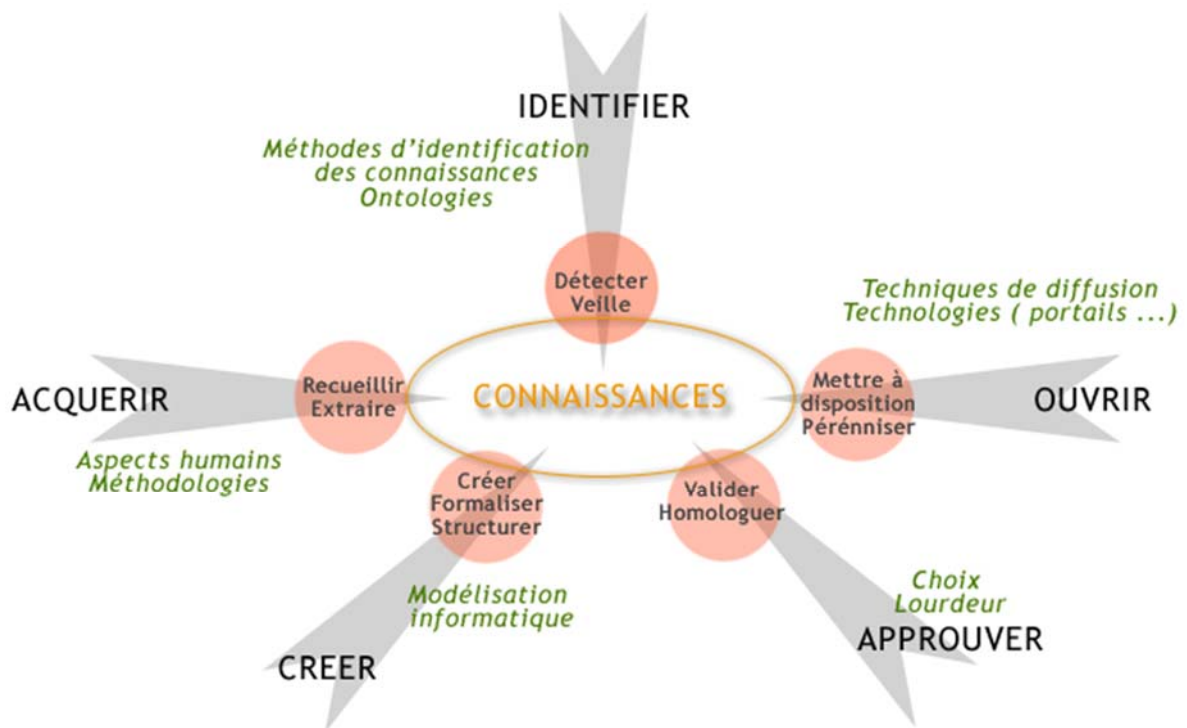 IDENTIFIER
Méthodes d'identification
des connaissances
Ontologies
Détecter
Veille
Techniques de diffusion
Technologies ( portails ...)
ACQUERIR
Recueillir
Extraire
CONNAISSANCES
Mettre à
disposition
Pérénniser
OUVRIR
Aspects humains
Méthodologies
Créer
Formaliser
Structurer
Valider
Homologuer
Modélisation
informatique
Choix
Lourdeur
CREER
APPROUVER